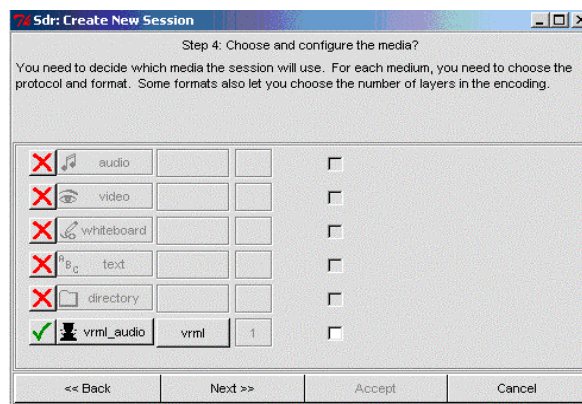 Sdr: Create New Session
Step 4: Choose and configure the media?
You need to decide which media the session will use. For each medium, you need to choose the
protocol and format. Some formats also let you choose the number of layers in the encoding.
audio
video
whiteboard
ABC text
directory
vrml_audio vrml 1
<< Back Next >> Accept Cancel